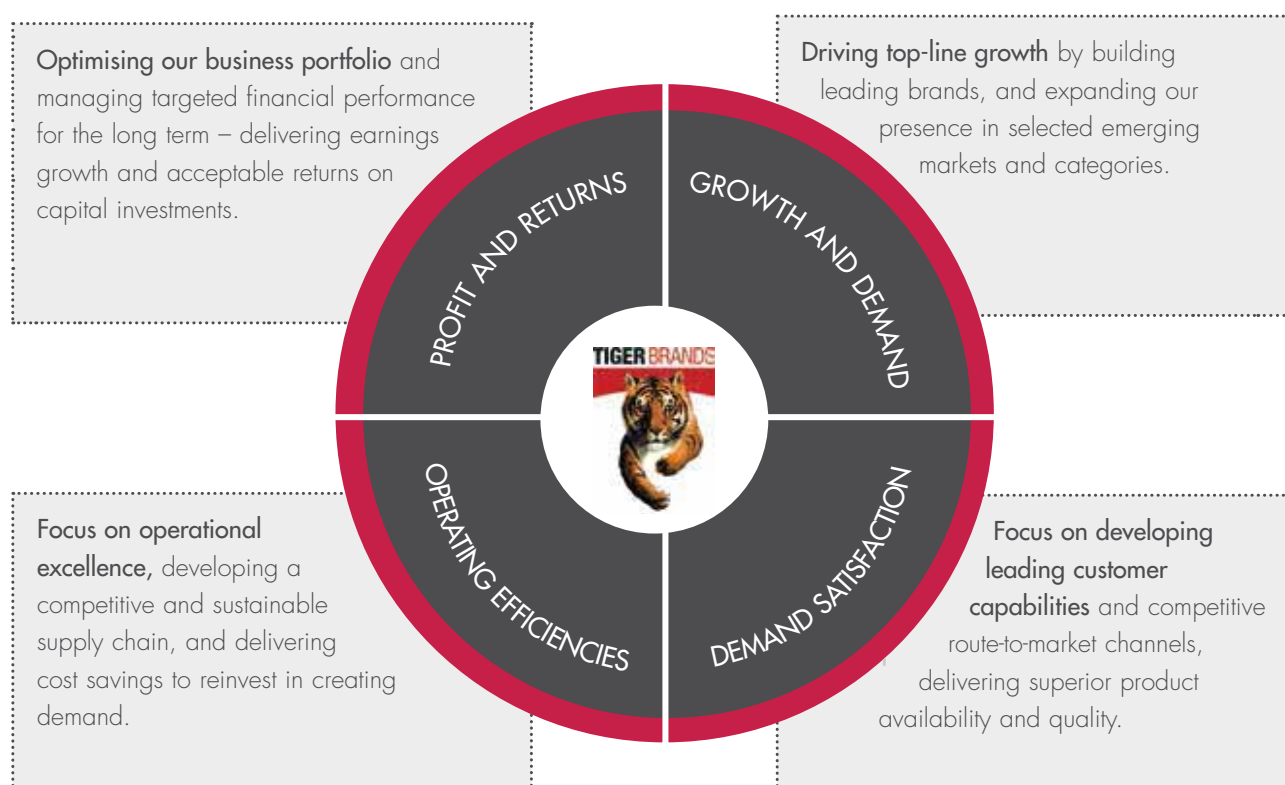 Optimising our business portfolio and
managing targeted financial performance
for the long term – delivering earnings
growth and acceptable returns on
capital investments.
Driving top-line growth by building
leading brands, and expanding our
presence in selected emerging
markets and categories.
PROFIT AND RETURNS
GROWTH AND DEMAND
TIGER BRANDS
OPERATING EFFICIENCIES
DEMAND SATISFACTION
Focus on operational
excellence, developing a
competitive and sustainable
supply chain, and delivering
cost savings to reinvest in creating
demand.
Focus on developing
leading customer
capabilities and competitive
route-to-market channels,
delivering superior product
availability and quality.